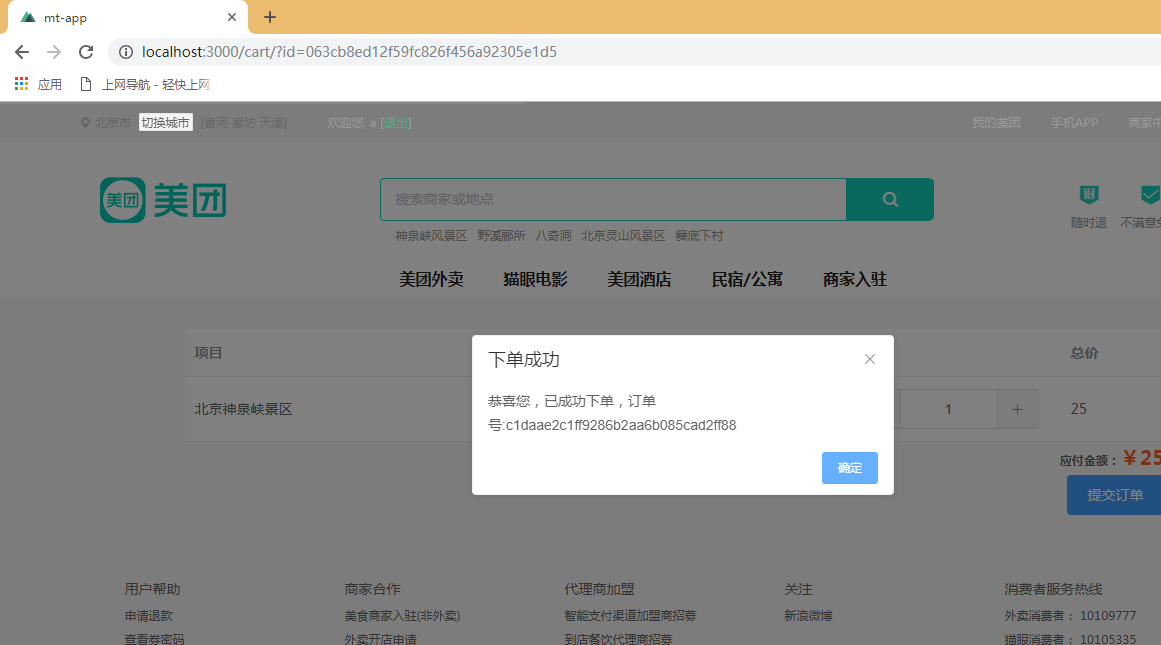 mt-app
localhost:3000/cart/?id=063cb8ed12f59fc826f456a92305e1d5
应用 上网导航 - 轻快上网
北京市 切换城市 [香河 廊坊 天津] 欢迎您, a [退出] 我的美团 手机APP 商家中
美团 美团 搜索商家或地点
随时退 不满意免
神泉峡风景区 野溪郦所 八奇洞 北京灵山风景区 爨底下村
美团外卖 猫眼电影 美团酒店 民宿/公寓 商家入驻
项目 总价
北京神泉峡景区 1 + 25
下单成功
恭喜您，已成功下单，订单
号:c1daae2c1ff9286b2aa6b085cad2ff88
确定
应付金额： ￥25
提交订单
用户帮助 商家合作 代理商加盟 关注 消费者服务热线
申请退款 美食商家入驻(非外卖) 智能支付渠道加盟商招募 新浪微博 外卖消费者： 10109777
查看券密码 外卖开店申请 到店餐饮代理商招募 猫眼消费者： 10105335